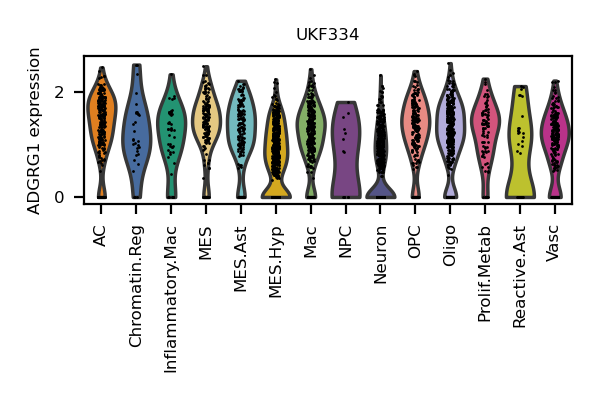 UKF334
ADGRG1 expression
2
0
AC
Chromatin.Reg
Inflammatory.Mac
MES
MES.Ast
MES.Hyp
Mac
NPC
Neuron
OPC
Oligo
Prolif.Metab
Reactive.Ast
Vasc